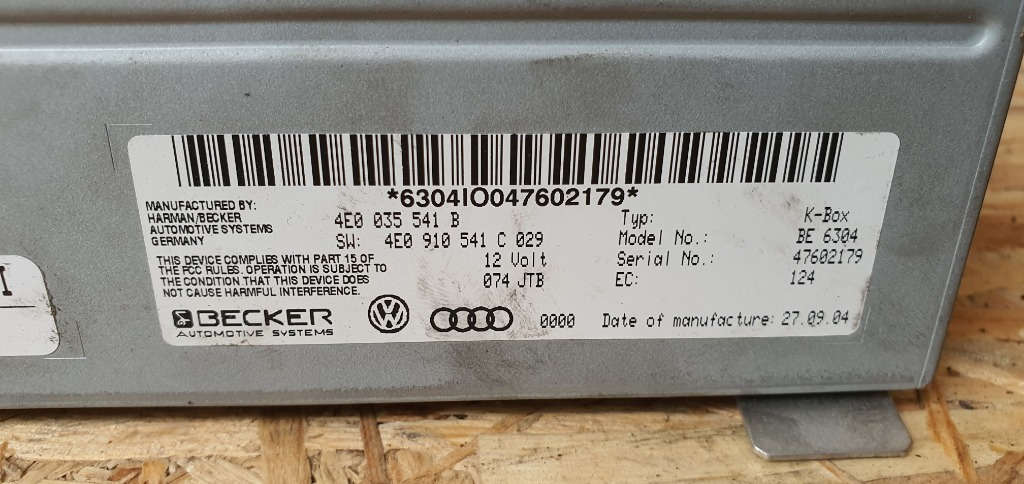 *6304IO047602179*
MANUFACTURED BY:
HARMAN/BECKER
AUTOMOTIVE SYSTEMS
GERMANY
4E0 035 541 B
SW: 4E0 910 541 C 029
12 Volt
074 JTB
Typ: K-Box
Model No.: BE 6304
Serial No.: 47602179
EC: 124
THIS DEVICE COMPLIES WITH PART 15 OF
THE FCC RULES. OPERATION IS SUBJECT TO
THE CONDITION THAT THIS DEVICE DOES
NOT CAUSE HARMFUL INTERFERENCE.
BECKER
AUTOMOTIVE SYSTEMS
VW
0000 Date of manufacture: 27.09.04